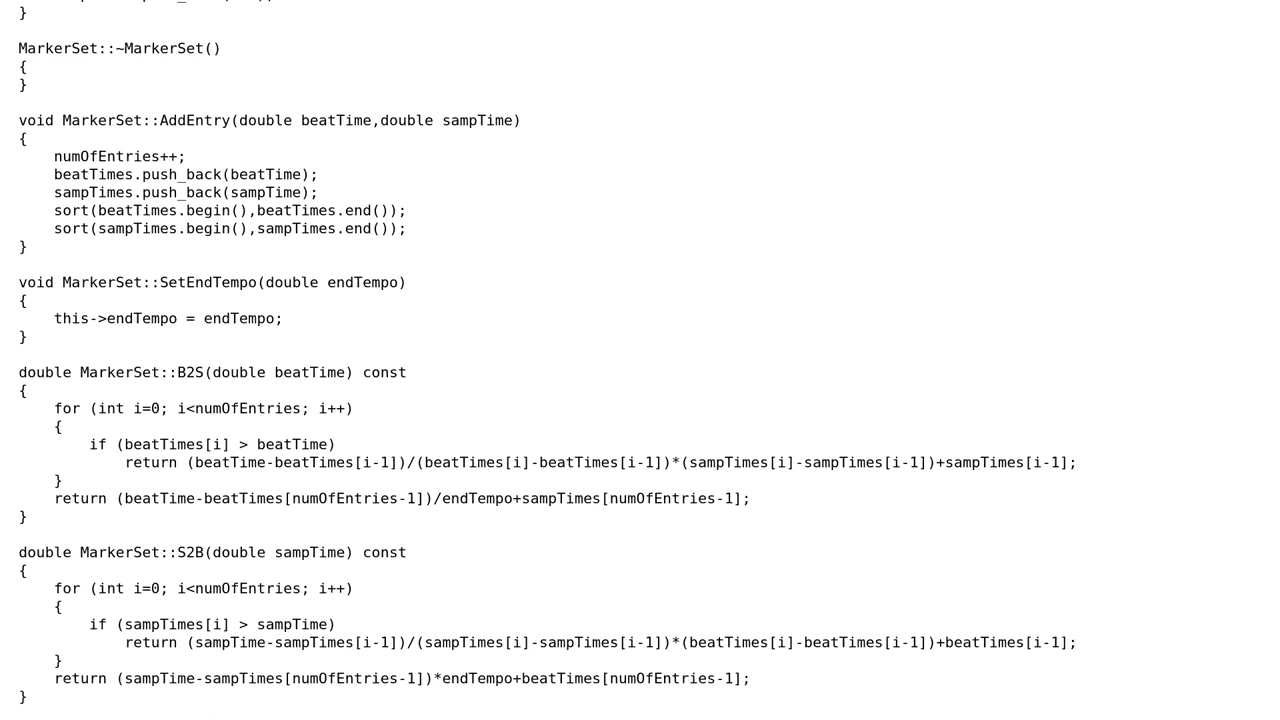 }
MarkerSet::~MarkerSet()
{
}
void MarkerSet::AddEntry(double beatTime,double sampTime)
{
    numOfEntries++;
    beatTimes.push_back(beatTime);
    sampTimes.push_back(sampTime);
    sort(beatTimes.begin(),beatTimes.end());
    sort(sampTimes.begin(),sampTimes.end());
}
void MarkerSet::SetEndTempo(double endTempo)
{
    this->endTempo = endTempo;
}
double MarkerSet::B2S(double beatTime) const
{
    for (int i=0; i<numOfEntries; i++)
    {
        if (beatTimes[i] > beatTime)
            return (beatTime-beatTimes[i-1])/(beatTimes[i]-beatTimes[i-1])*(sampTimes[i]-sampTimes[i-1])+sampTimes[i-1];
    }
    return (beatTime-beatTimes[numOfEntries-1])/endTempo+sampTimes[numOfEntries-1];
}
double MarkerSet::S2B(double sampTime) const
{
    for (int i=0; i<numOfEntries; i++)
    {
        if (sampTimes[i] > sampTime)
            return (sampTime-sampTimes[i-1])/(sampTimes[i]-sampTimes[i-1])*(beatTimes[i]-beatTimes[i-1])+beatTimes[i-1];
    }
    return (sampTime-sampTimes[numOfEntries-1])*endTempo+beatTimes[numOfEntries-1];
}